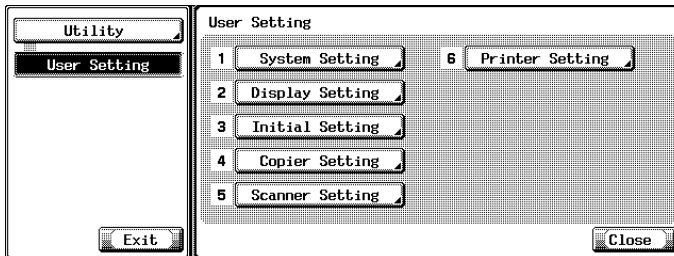 Utility
User Setting
Exit
User Setting
1 System Setting
2 Display Setting
3 Initial Setting
4 Copier Setting
5 Scanner Setting
6 Printer Setting
Close